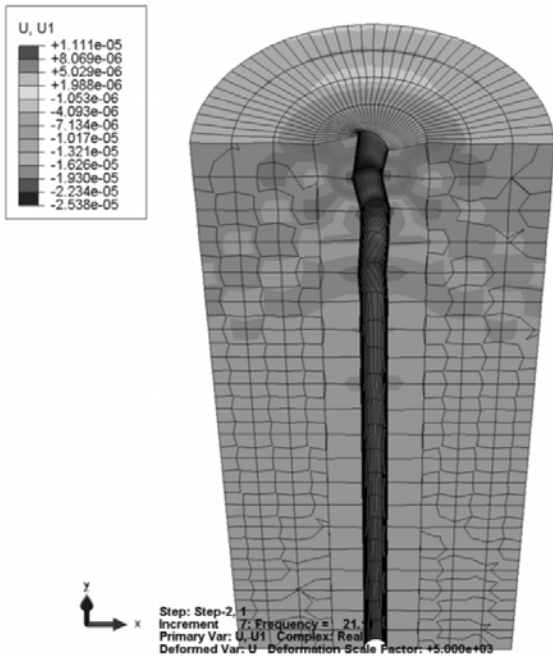 U, U1
+1.111e-05
+8.069e-06
+5.029e-06
+1.988e-06
-1.053e-06
-4.093e-06
-7.134e-06
-1.017e-05
-1.321e-05
-1.626e-05
-1.930e-05
-2.234e-05
-2.538e-05
y
x
Step: Step-2, 1
Increment 7: Frequency = 21.
Primary Var: U, U1 Complex: Real
Deformed Var: U Deformation Scale Factor: +5.000e+03